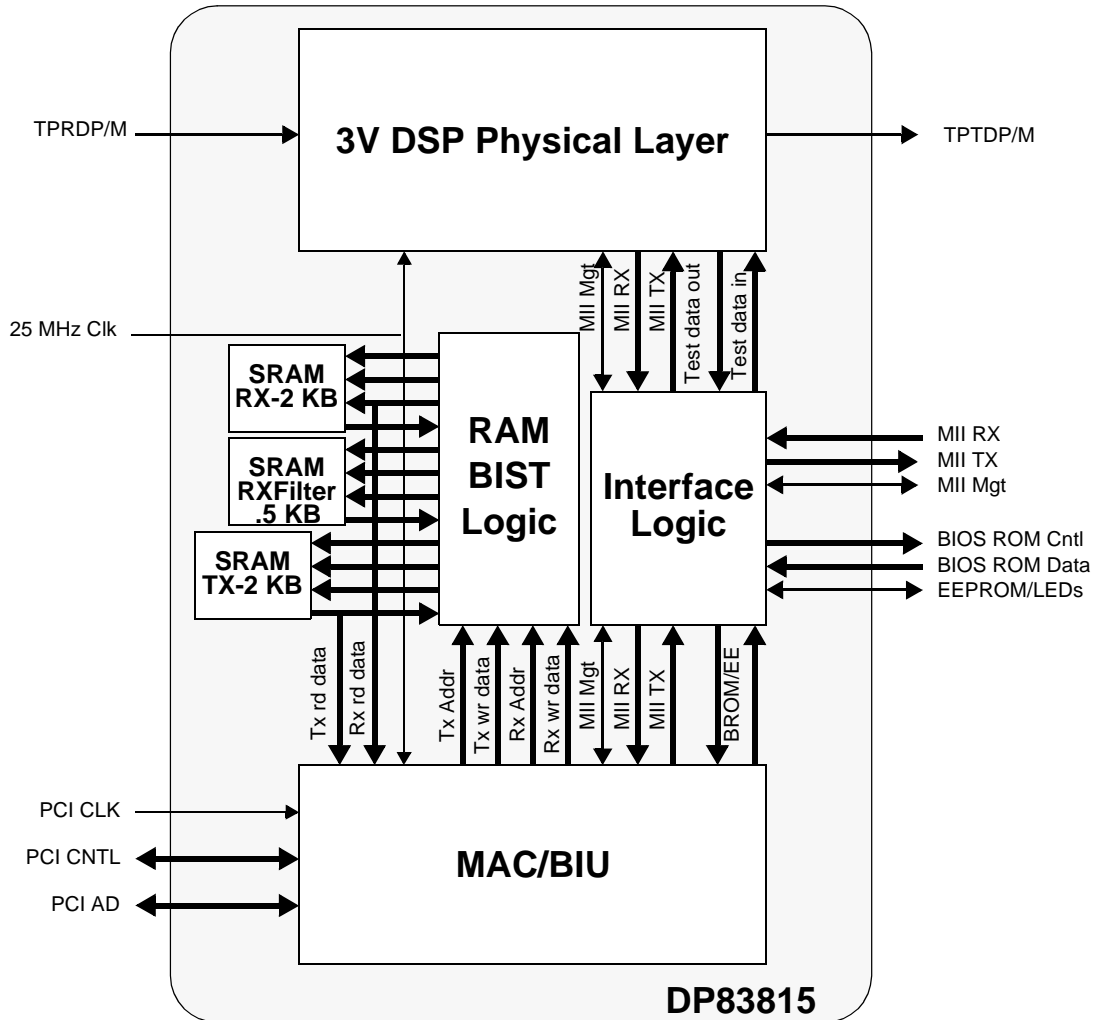 3V DSP Physical Layer
TPRDP/M
TPTDP/M
MII Mgt
MII RX
MII TX
Test data out
Test data in
25 MHz Clk
SRAM
RX-2 KB
SRAM
RXFilter
.5 KB
SRAM
TX-2 KB
RAM
BIST
Logic
Interface
Logic
MII RX
MII TX
MII Mgt
BIOS ROM Cntl
BIOS ROM Data
EEPROM/LEDs
Tx rd data
Rx rd data
Tx Addr
Tx wr data
Rx Addr
Rx wr data
MII Mgt
MII RX
MII TX
BROM/EE
PCI CLK
PCI CNTL
PCI AD
MAC/BIU
DP83815